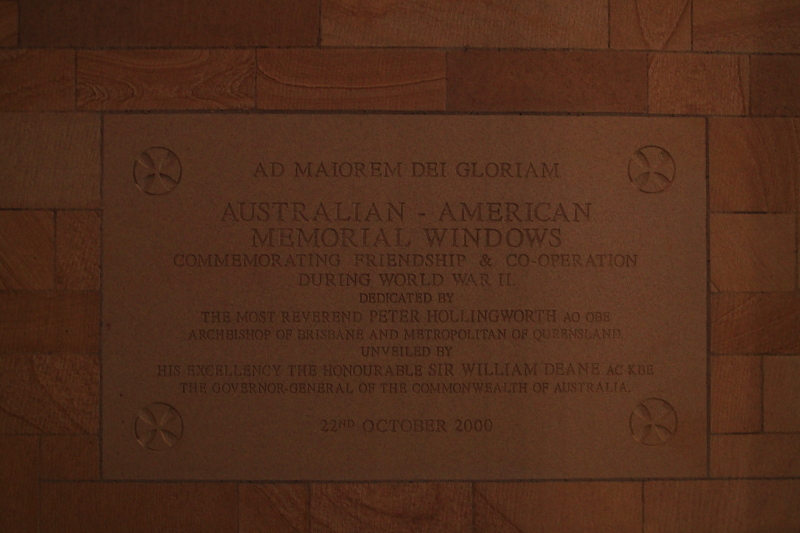 AD MAIOREM DEI GLORIAM
AUSTRALIAN - AMERICAN
MEMORIAL WINDOWS
COMMEMORATING FRIENDSHIP & CO-OPERATION
DURING WORLD WAR II.
DEDICATED BY
THE MOST REVEREND PETER HOLLINGWORTH AO OBE
ARCHBISHOP OF BRISBANE AND METROPOLITAN OF QUEENSLAND.
UNVEILED BY
HIS EXCELLENCY THE HONOURABLE SIR WILLIAM DEANE AC KBE
THE GOVERNOR-GENERAL OF THE COMMONWEALTH OF AUSTRALIA.
22ND OCTOBER 2000